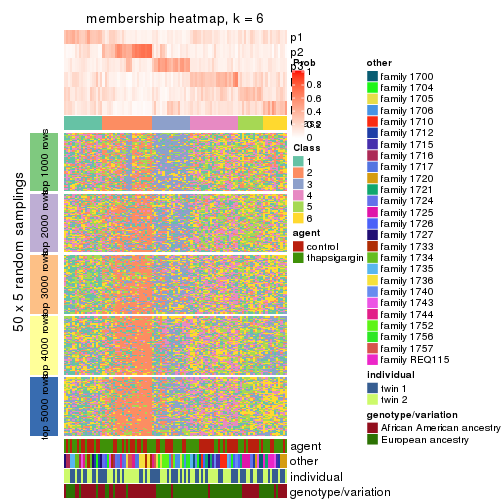 membership heatmap, k = 6
p1
p2
p3
Prob
1
0.8
0.6
0.4
0.2
0
Class
1
2
3
4
5
6
agent
control
thapsigargin
other
family 1700
family 1704
family 1705
family 1706
family 1710
family 1712
family 1715
family 1716
family 1717
family 1720
family 1721
family 1724
family 1725
family 1726
family 1727
family 1733
family 1734
family 1735
family 1736
family 1740
family 1743
family 1744
family 1752
family 1756
family 1757
family REQ115
individual
twin 1
twin 2
genotype/variation
African American ancestry
European ancestry
50 x 5 random samplings
top 1000 rows
top 2000 rows
top 3000 rows
top 4000 rows
top 5000 rows
agent
other
individual
genotype/variation